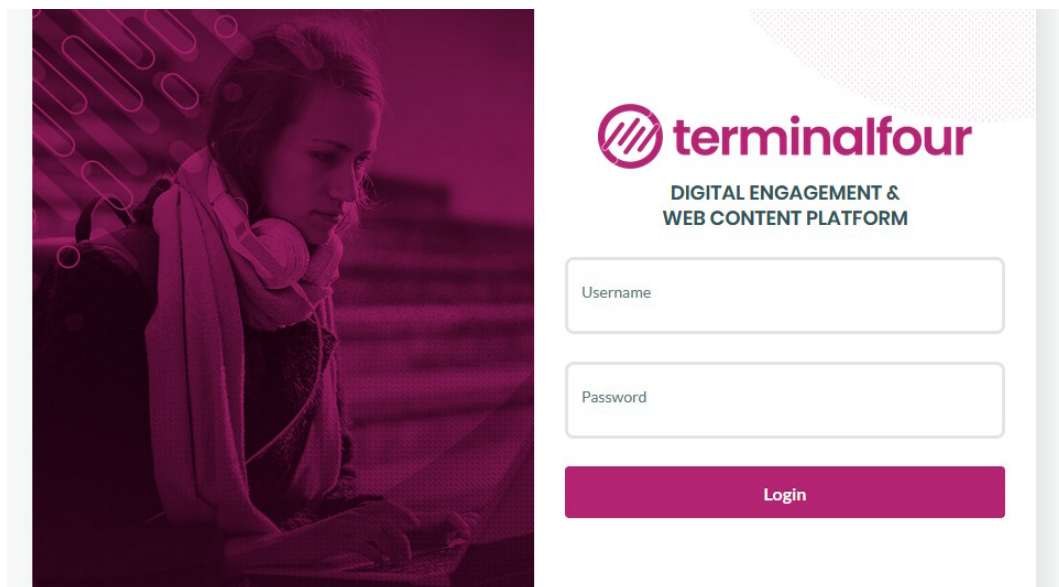 terminalfour
DIGITAL ENGAGEMENT &
WEB CONTENT PLATFORM
Username
Password
Login